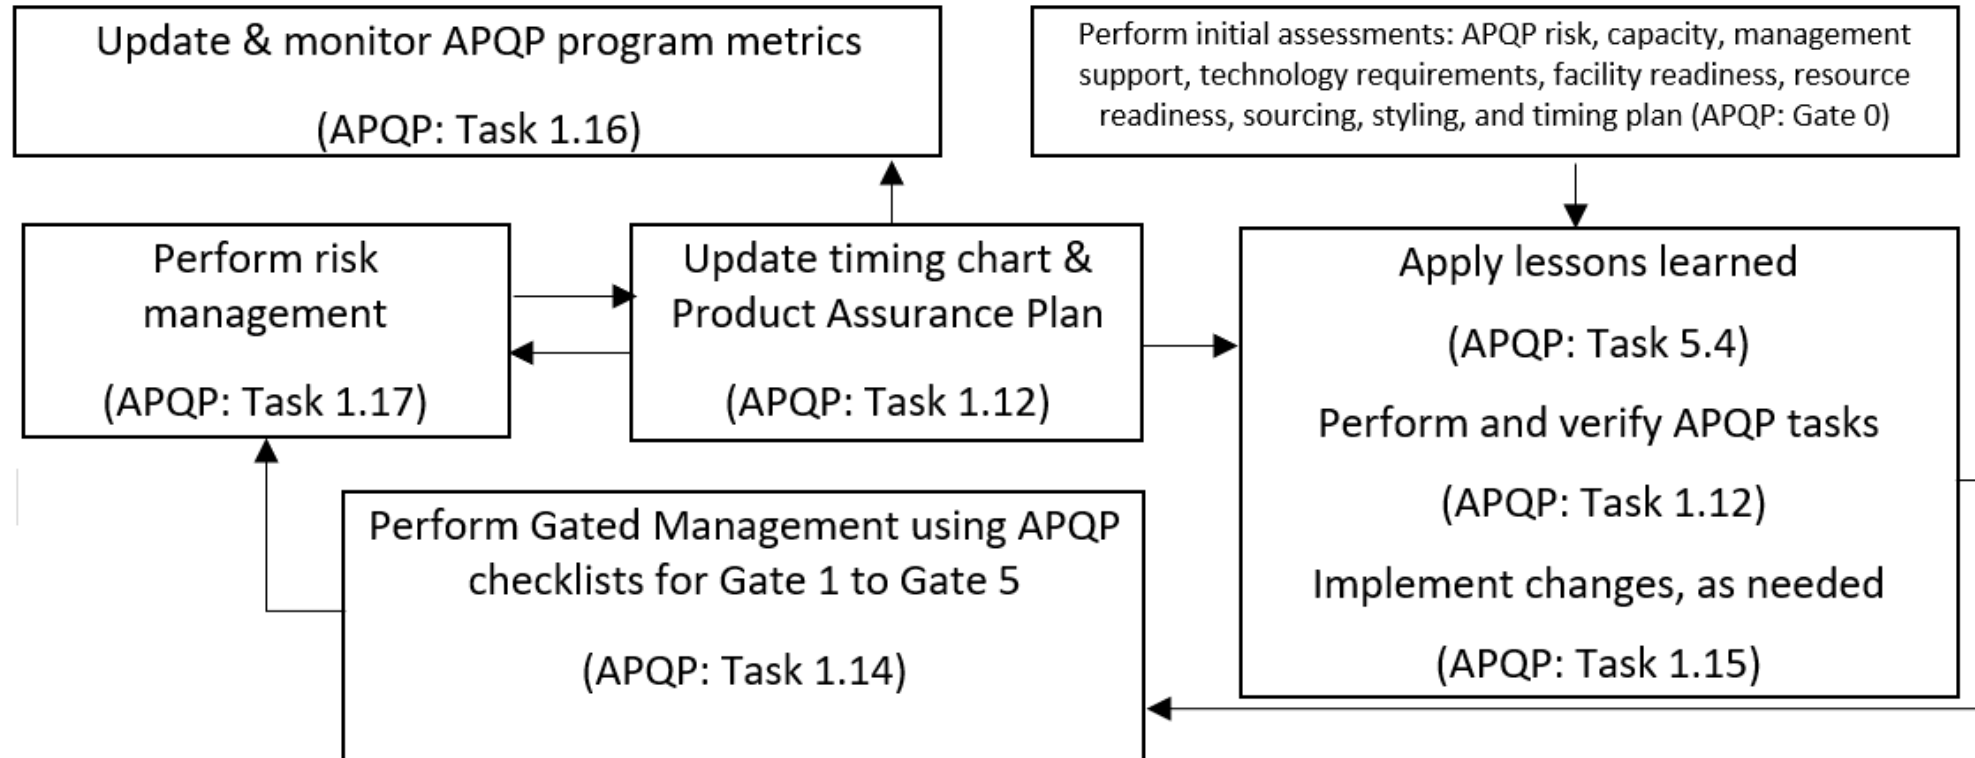 Update & monitor APQP program metrics
(APQP: Task 1.16)
Perform initial assessments: APQP risk, capacity, management
support, technology requirements, facility readiness, resource
readiness, sourcing, styling, and timing plan (APQP: Gate 0)
Perform risk
management
(APQP: Task 1.17)
Update timing chart &
Product Assurance Plan
(APQP: Task 1.12)
Apply lessons learned
(APQP: Task 5.4)
Perform and verify APQP tasks
(APQP: Task 1.12)
Implement changes, as needed
(APQP: Task 1.15)
Perform Gated Management using APQP
checklists for Gate 1 to Gate 5
(APQP: Task 1.14)